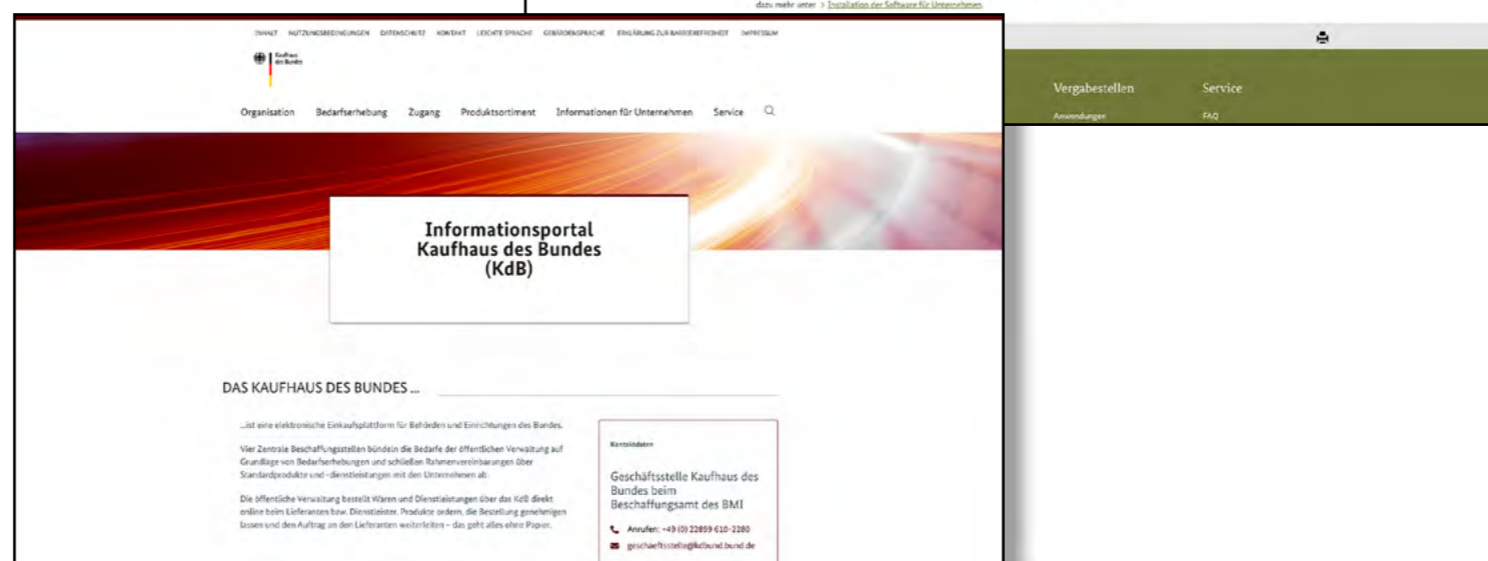 dazu mehr unter > Installation der Software für Unternehmen
INHALT NUTZUNGSBEDINGUNGEN DATENSCHUTZ KONTAKT LEICHTE SPRACHE GEBÄRDENSPRACHE ERKLÄRUNG ZUR BARRIEREFREIHEIT IMPRESSUM
Kaufhaus
des Bundes
Organisation Bedarfserhebung Zugang Produktsortiment Informationen für Unternehmen Service
Vergabestellen Service
Anwendungen FAQ
Informationsportal
Kaufhaus des Bundes
(KdB)
DAS KAUFHAUS DES BUNDES ...
...ist eine elektronische Einkaufsplattform für Behörden und Einrichtungen des Bundes.
Vier Zentrale Beschaffungsstellen bündeln die Bedarfe der öffentlichen Verwaltung auf
Grundlage von Bedarfserhebungen und schließen Rahmenvereinbarungen über
Standardprodukte und -dienstleistungen mit den Unternehmen ab.
Die öffentliche Verwaltung bestellt Waren und Dienstleistungen über das KdB direkt
online beim Lieferanten bzw. Dienstleister. Produkte ordern, die Bestellung genehmigen
lassen und den Auftrag an den Lieferanten weiterleiten – das geht alles ohne Papier.
Kontaktdaten
Geschäftsstelle Kaufhaus des
Bundes beim
Beschaffungsamt des BMI
Anrufen: +49 (0) 22899 610-2280
geschaeftsstelle@kdbund.bund.de